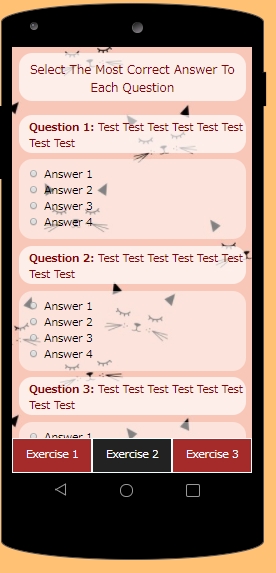 Select The Most Correct Answer To
Each Question
Question 1: Test Test Test Test Test Test
Test Test
Answer 1
Answer 2
Answer 3
Answer 4
Question 2: Test Test Test Test Test Test
Test Test
Answer 1
Answer 2
Answer 3
Answer 4
Question 3: Test Test Test Test Test Test
Test Test
Answer 1
Exercise 1 Exercise 2 Exercise 3